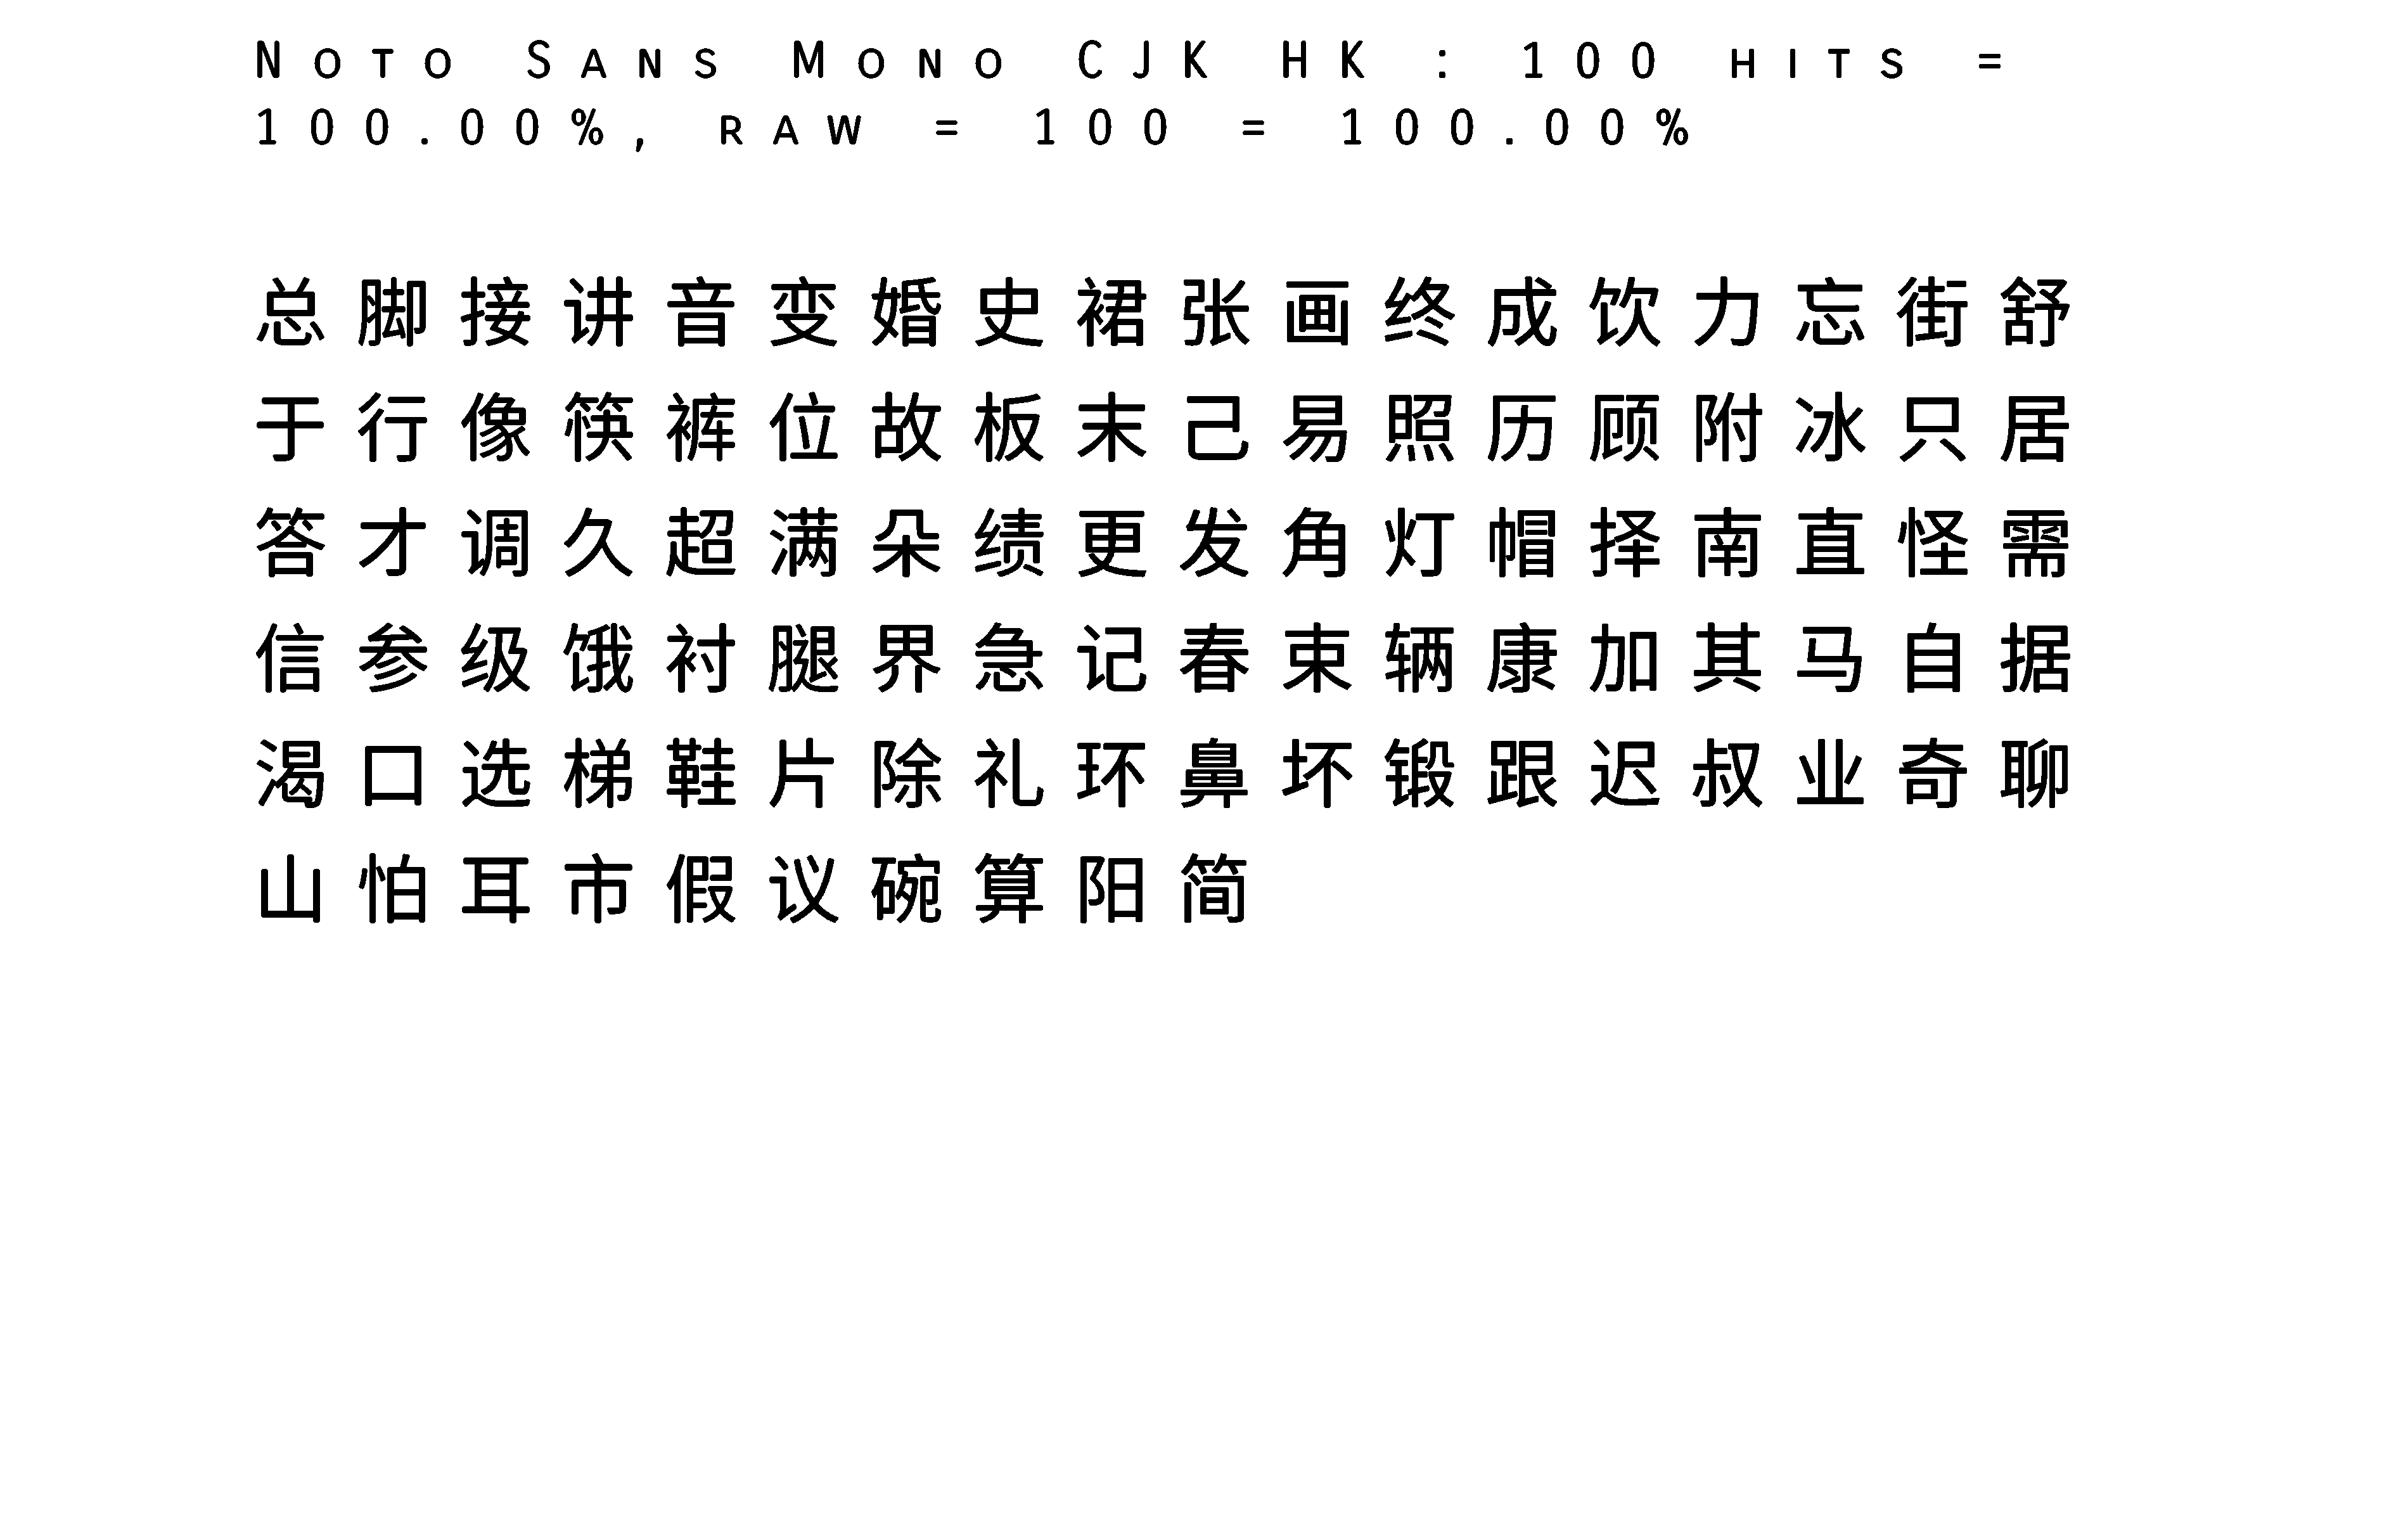 Noto Sans Mono CJK HK : 100 hits =
100.00%, raw = 100 = 100.00%
总脚接讲音变婚史裙张画终成饮力忘街舒
于行像筷裤位故板末己易照历顾附冰只居
答才调久超满朵绩更发角灯帽择南直怪需
信参级饿衬腿界急记春束辆康加其马自据
渴口选梯鞋片除礼环鼻坏锻跟迟叔业奇聊
山怕耳市假议碗算阳简